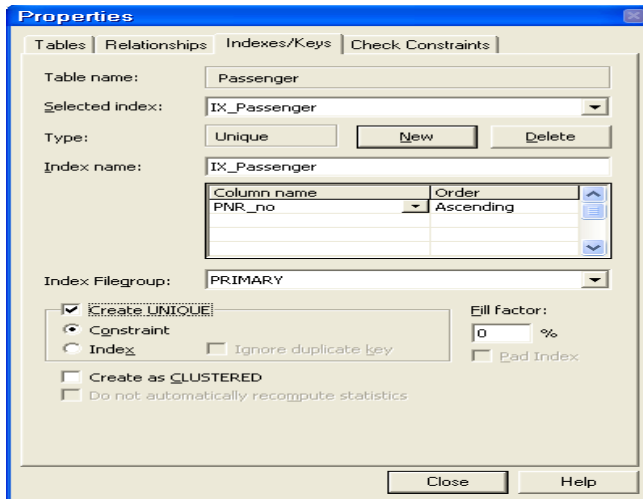 Properties
Tables Relationships Indexes/Keys Check Constraints
Table name: Passenger
Selected index: IX_Passenger
Type: Unique New Delete
Index name: IX_Passenger
Column name Order
PNR_no Ascending
Index Filegroup: PRIMARY
Create UNIQUE Fill factor:
Constraint 0 %
Index Ignore duplicate key Pad Index
Create as CLUSTERED
Do not automatically recompute statistics
Close Help